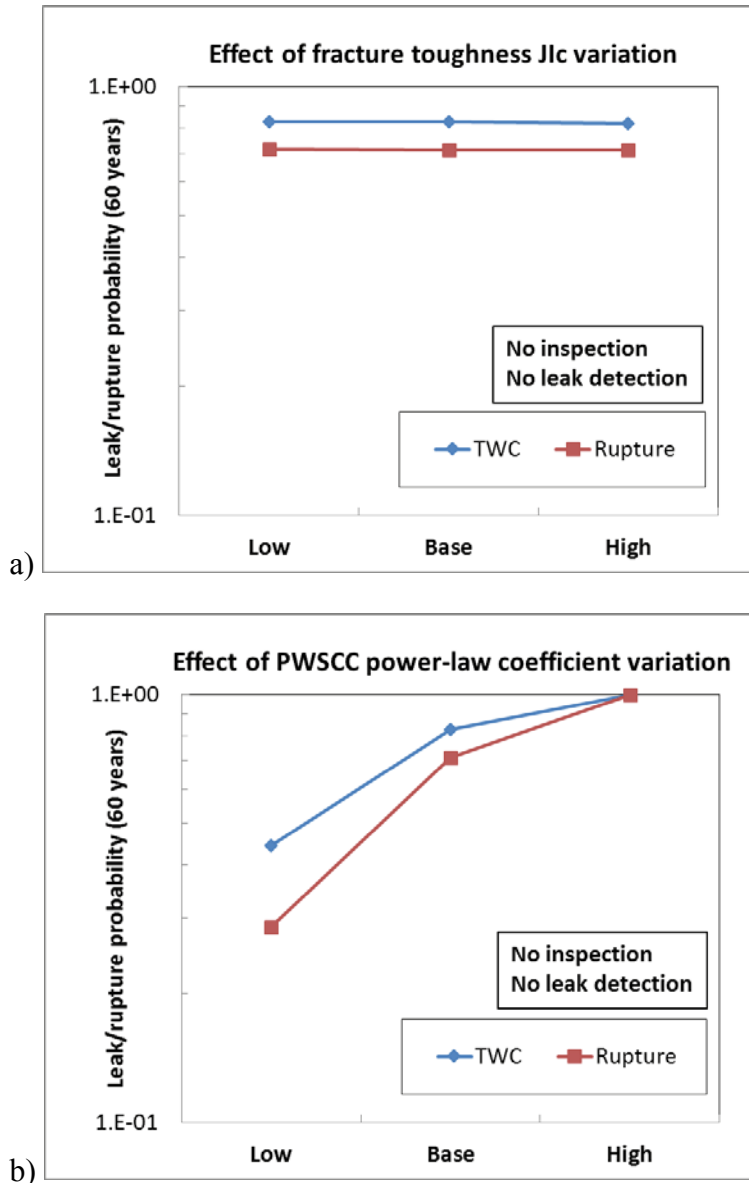 Effect of fracture toughness JIc variation
Leak/rupture probability (60 years)
1.E+00
1.E-01
No inspection
No leak detection
TWC Rupture
Low Base High
a)
Effect of PWSCC power-law coefficient variation
Leak/rupture probability (60 years)
1.E+00
1.E-01
No inspection
No leak detection
TWC Rupture
Low Base High
b)